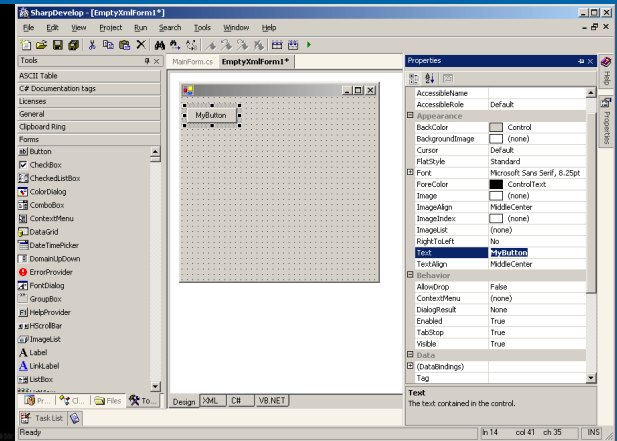 SharpDevelop - [EmptyXmlForm1*]
File Edit View Project Run Search Tools Window Help
Tools
MainForm.cs EmptyXmlForm1*
Properties
ASCII Table
C# Documentation tags
Licenses
General
Clipboard Ring
Forms
Button
CheckBox
CheckedListBox
ColorDialog
ComboBox
ContextMenu
DataGrid
DateTimePicker
DomainUpDown
ErrorProvider
FontDialog
GroupBox
HelpProvider
HScrollBar
ImageList
Label
LinkLabel
ListBox
Pr... Cl... Files To...
MyButton
Design XML C# VB.NET
AccessibleName
AccessibleRole Default
Appearance
BackColor Control
BackgroundImage (none)
Cursor Default
FlatStyle Standard
Font Microsoft Sans Serif, 8.25pt
ForeColor ControlText
Image (none)
ImageAlign MiddleCenter
ImageIndex (none)
ImageList (none)
RightToLeft No
Text MyButton
TextAlign MiddleCenter
Behavior
AllowDrop False
ContextMenu (none)
DialogResult None
Enabled True
TabStop True
Visible True
Data
(DataBindings)
Tag
Text
The text contained in the control.
Help
Properties
Task List
Ready ln 14 col 41 ch 35 INS